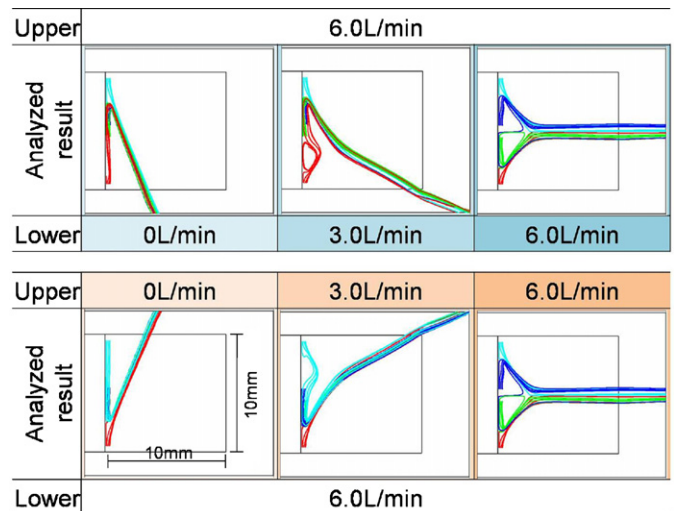 Upper 6.0L/min
Analyzed result
Lower 0L/min 3.0L/min 6.0L/min
Upper 0L/min 3.0L/min 6.0L/min
Analyzed result
10mm
10mm
Lower 6.0L/min